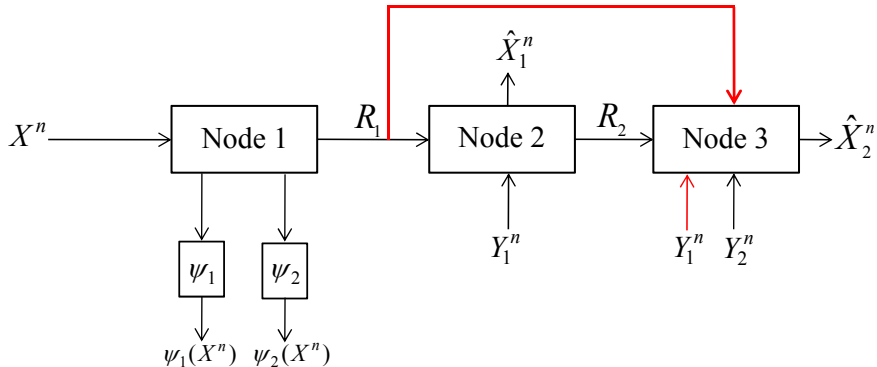 X̂₁ⁿ
Xⁿ
Node 1
R₁
Node 2
R₂
Node 3
X̂₂ⁿ
Y₁ⁿ
Y₁ⁿ
Y₂ⁿ
ψ₁
ψ₂
ψ₁(Xⁿ)
ψ₂(Xⁿ)